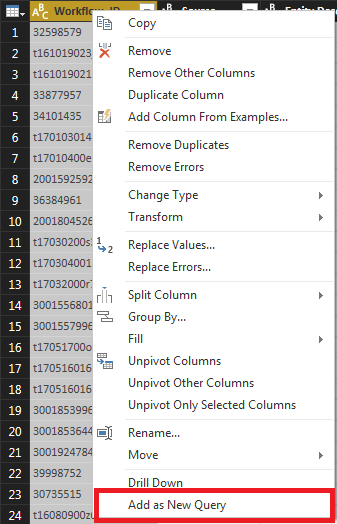 Workflow_ID
Copy
1 32598579
Remove
2 t161019023
Remove Other Columns
3 t161019021
Duplicate Column
4 33877957
Add Column From Examples...
5 34101435
Remove Duplicates
6 t170103014
Remove Errors
7 t17010400e
8 2001592592
Change Type
9 36384961
Transform
10 2001804526
11 t17030200s
Replace Values...
12 t170304001
Replace Errors...
13 t17032000r
Split Column
14 3001556801
Group By...
15 3001557996
Fill
16 t17051700o
Unpivot Columns
17 t170516016
Unpivot Other Columns
18 t170516016
Unpivot Only Selected Columns
19 3001853996
Rename...
20 3001853644
Move
21 3001924784
22 39998752
Drill Down
23 30735515
Add as New Query
24 t16080900zu